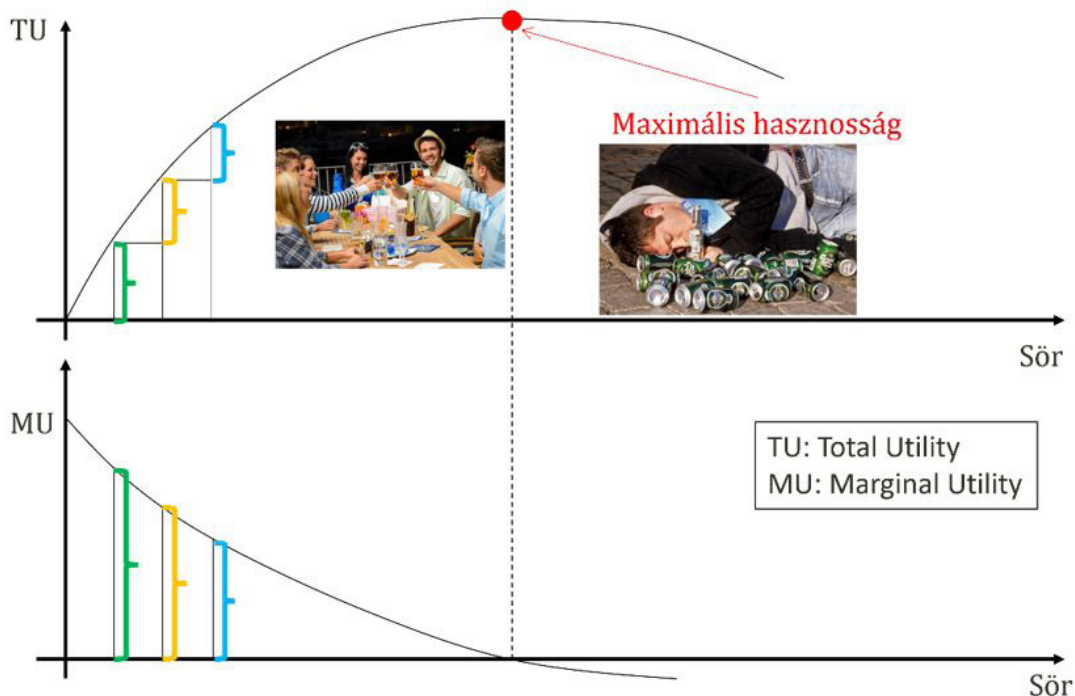 TU
Maximális hasznosság
Sör
MU
TU: Total Utility
MU: Marginal Utility
Sör